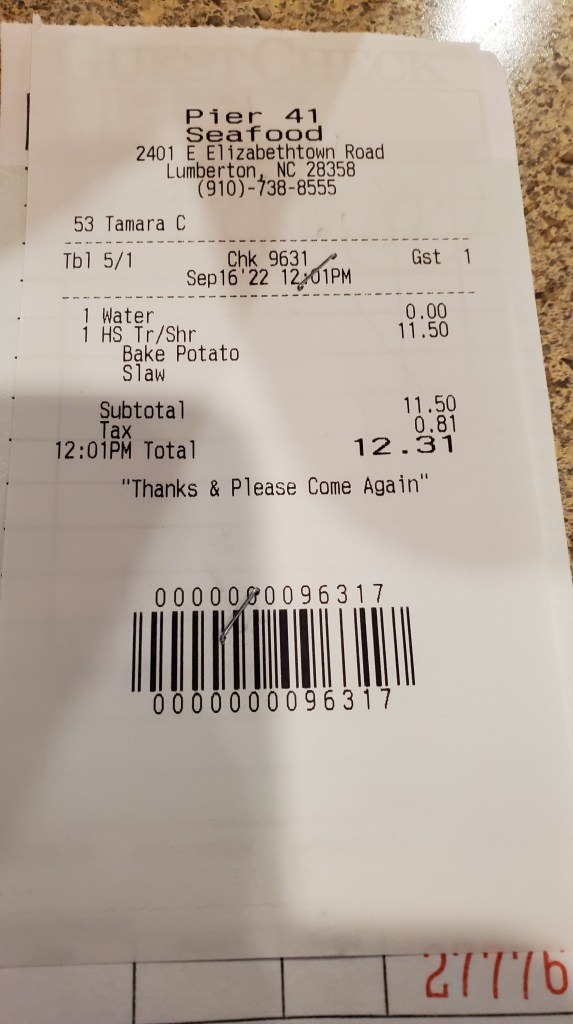 GUEST CHECK
Pier 41
Seafood
2401 E Elizabethtown Road
Lumberton, NC 28358
(910)-738-8555
53 Tamara C
Tbl 5/1 Chk 9631 Gst 1
Sep16'22 12:01PM
1 Water 0.00
1 HS Tr/Shr 11.50
Bake Potato
Slaw
Subtotal 11.50
Tax 0.81
12:01PM Total 12.31
"Thanks & Please Come Again"
0000000096317
0000000096317